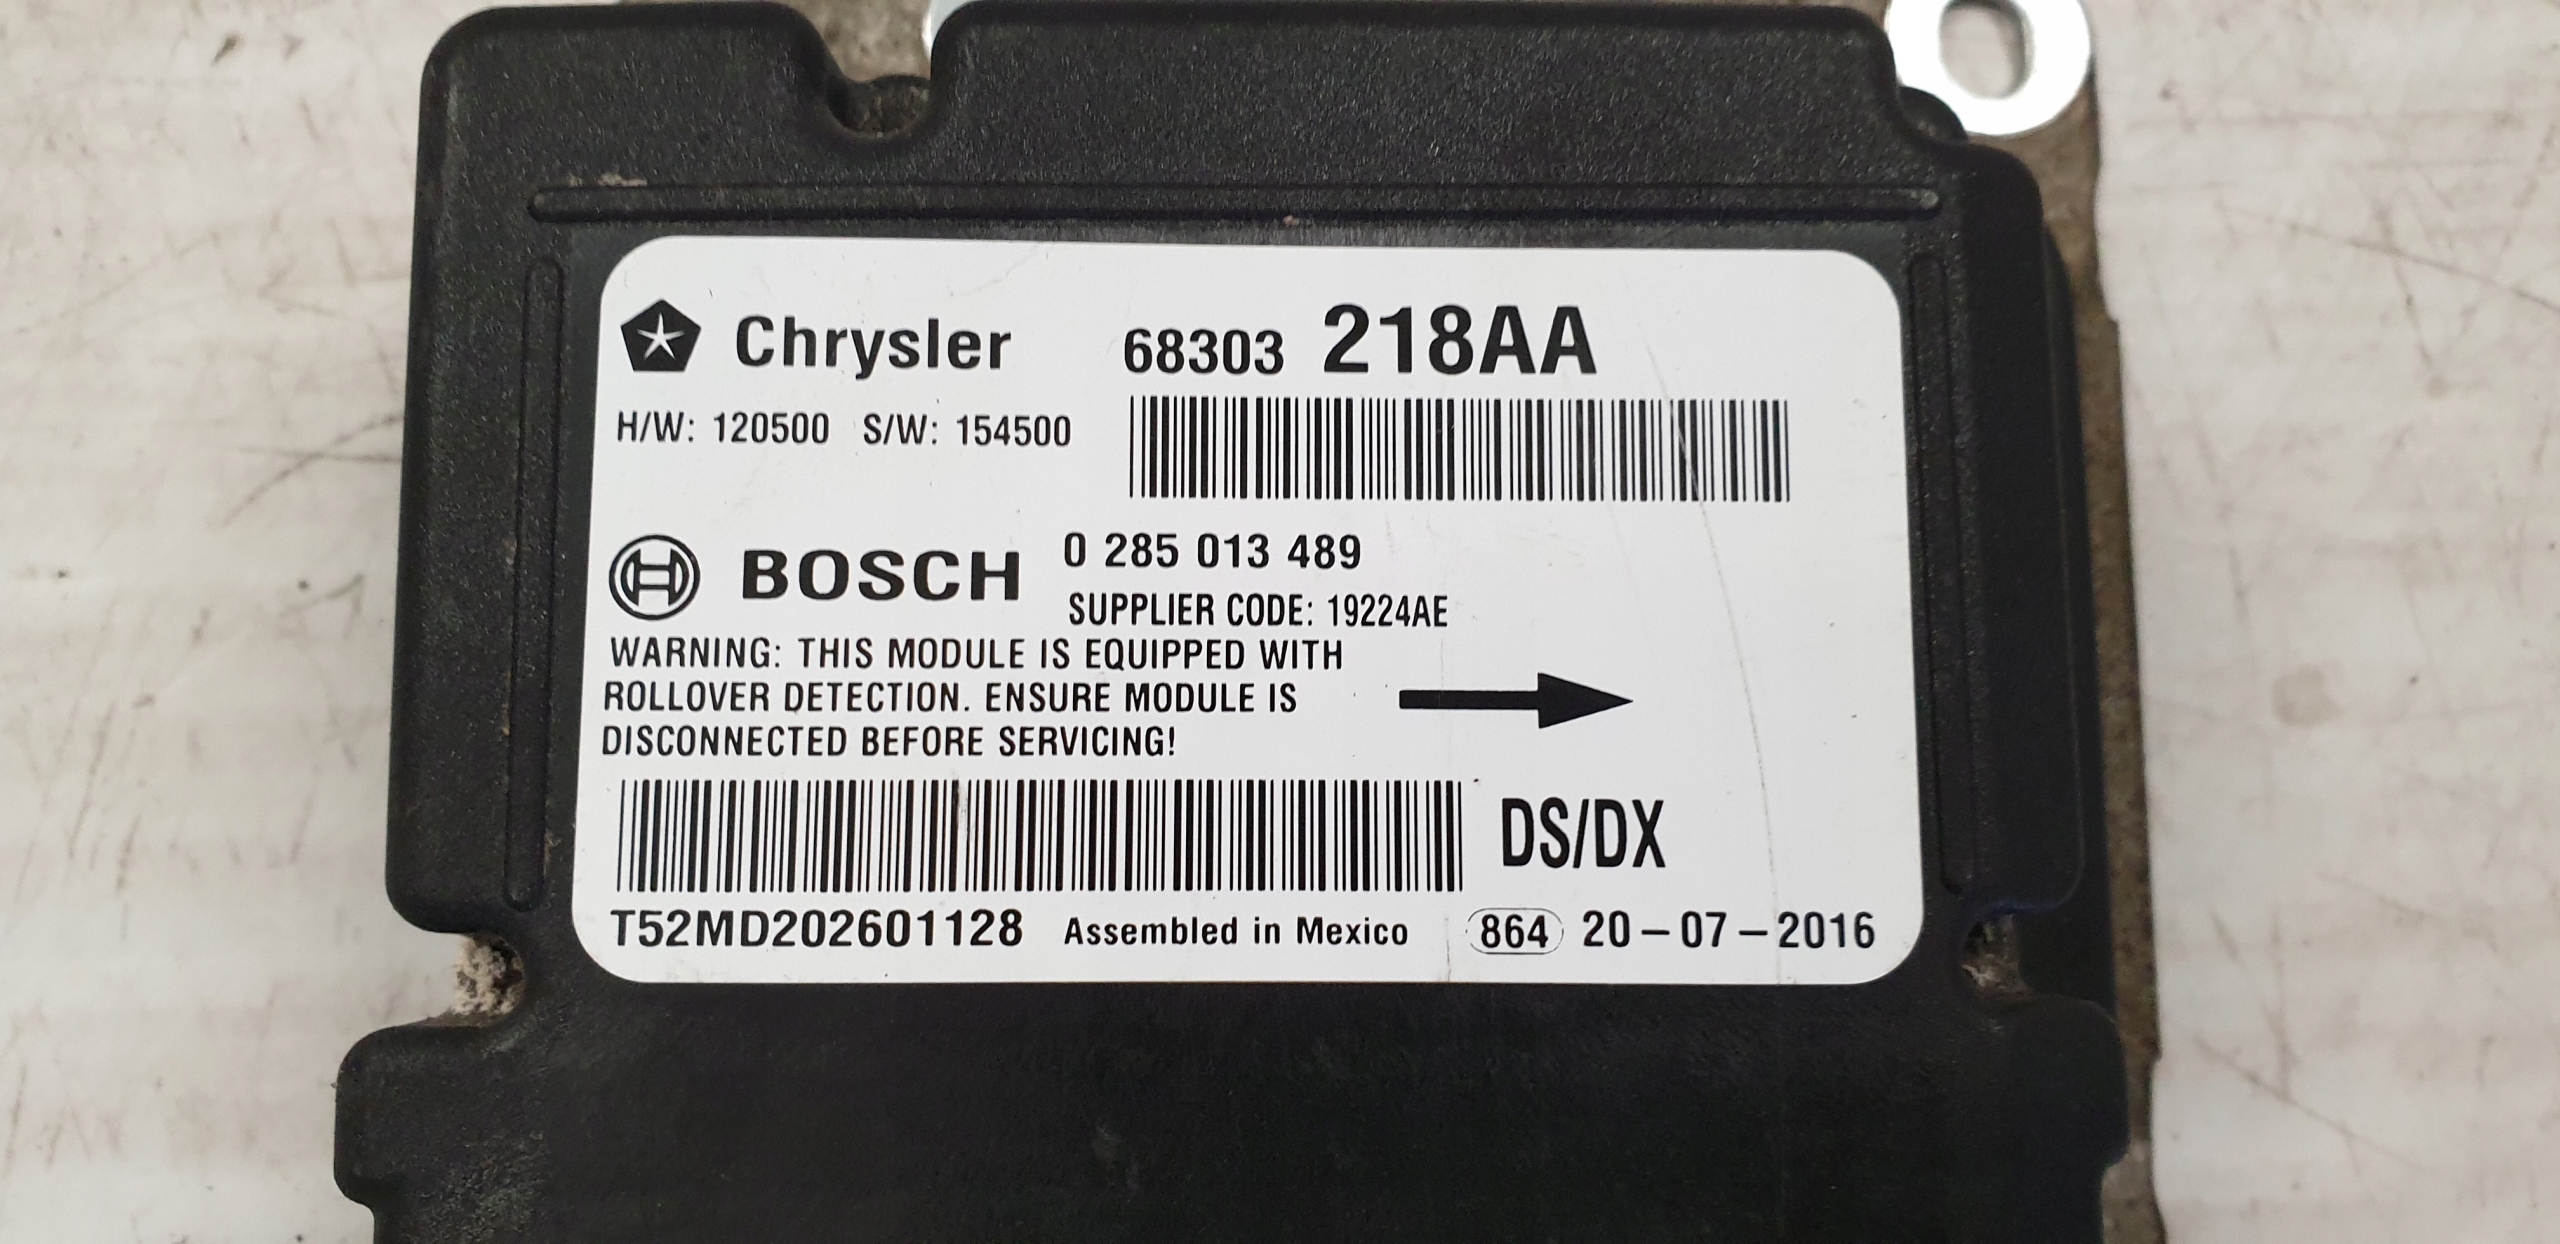 Chrysler 68303 218AA
H/W: 120500 S/W: 154500
BOSCH 0 285 013 489
SUPPLIER CODE: 19224AE
WARNING: THIS MODULE IS EQUIPPED WITH
ROLLOVER DETECTION. ENSURE MODULE IS
DISCONNECTED BEFORE SERVICING!
DS/DX
T52MD202601128 Assembled in Mexico 864 20-07-2016